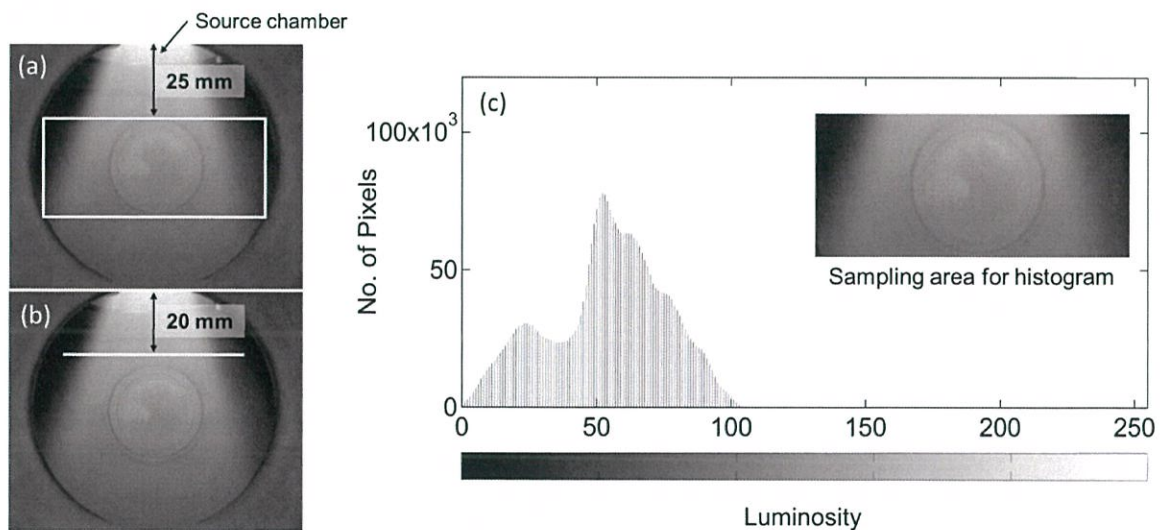 Source chamber
(a)
25 mm
(b)
20 mm
(c)
100x10³
50
0
No. of Pixels
Sampling area for histogram
0 50 100 150 200 250
Luminosity